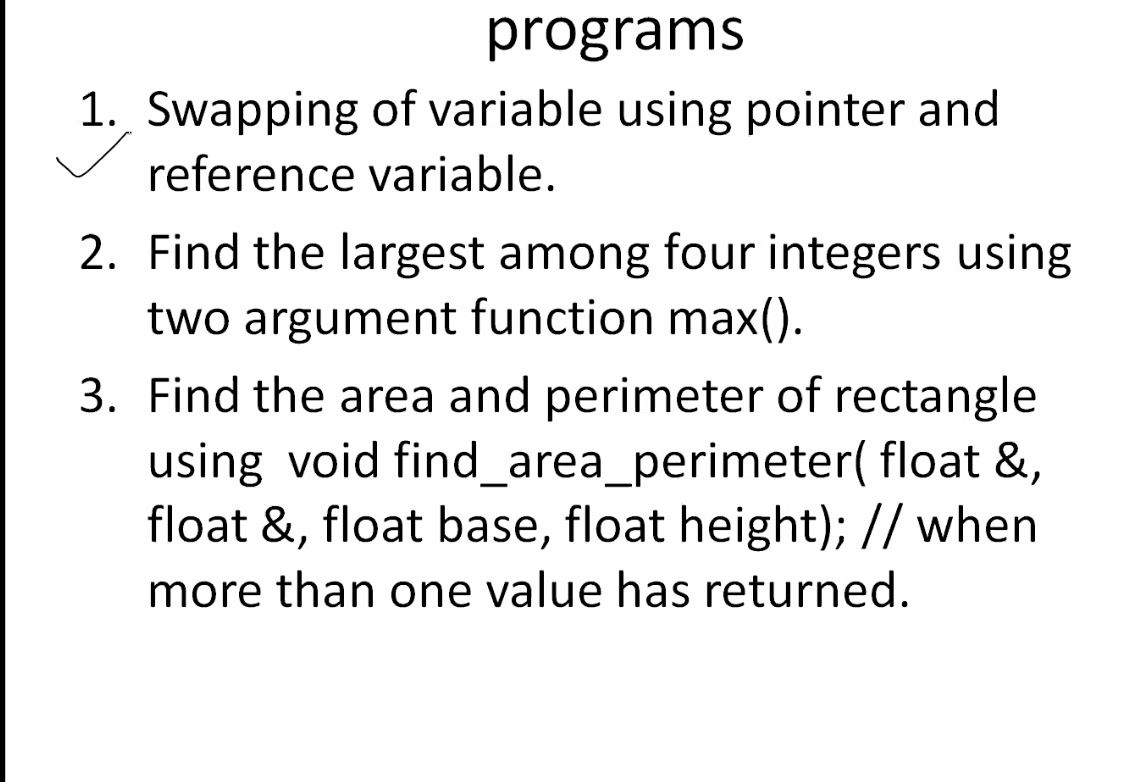 programs
1. Swapping of variable using pointer and
reference variable.
2. Find the largest among four integers using
two argument function max().
3. Find the area and perimeter of rectangle
using  void find_area_perimeter( float &,
float &, float base, float height); // when
more than one value has returned.